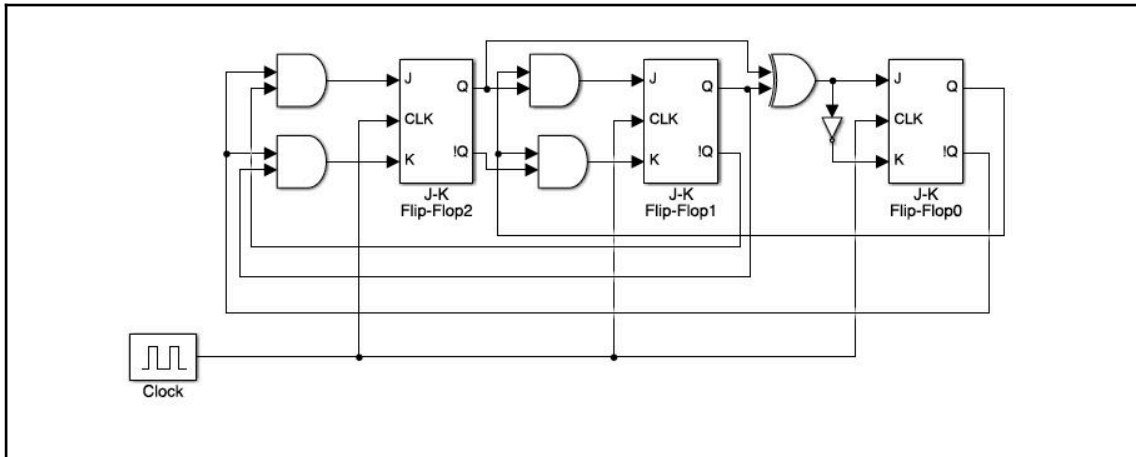 J
Q
CLK
K
!Q
J-K
Flip-Flop2
J
Q
CLK
K
!Q
J-K
Flip-Flop1
J
Q
CLK
K
!Q
J-K
Flip-Flop0
Clock